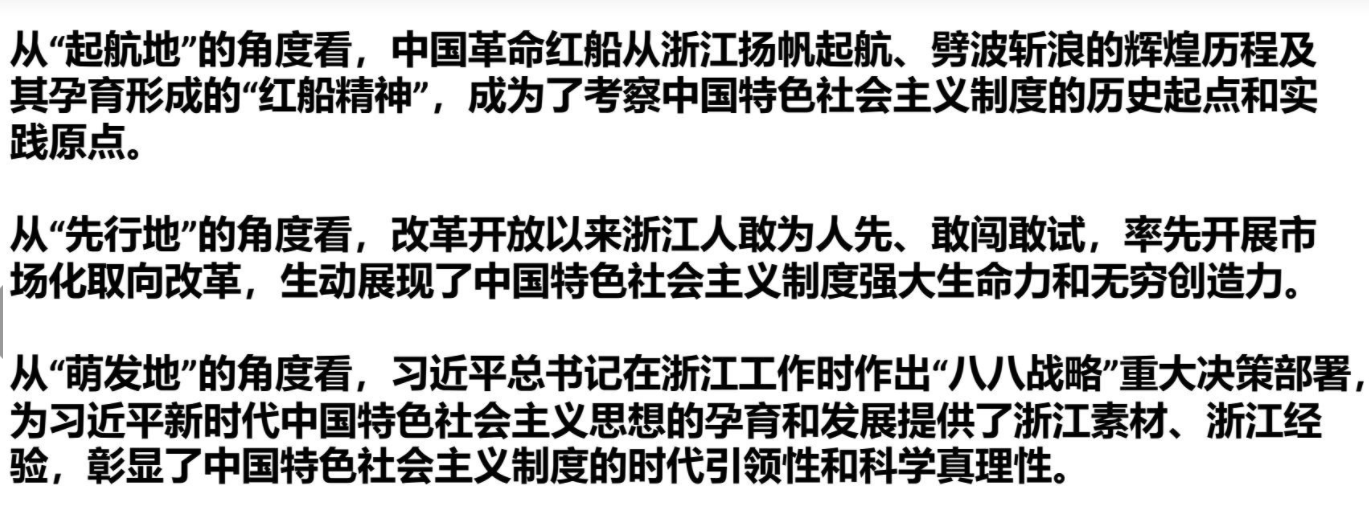 从“起航地”的角度看，中国革命红船从浙江扬帆起航、劈波斩浪的辉煌历程及
其孕育形成的“红船精神”，成为了考察中国特色社会主义制度的历史起点和实
践原点。
从“先行地”的角度看，改革开放以来浙江人敢为人先、敢闯敢试，率先开展市
场化取向改革，生动展现了中国特色社会主义制度强大生命力和无穷创造力。
从“萌发地”的角度看，习近平总书记在浙江工作时作出“八八战略”重大决策部署，
为习近平新时代中国特色社会主义思想的孕育和发展提供了浙江素材、浙江经
验，彰显了中国特色社会主义制度的时代引领性和科学真理性。